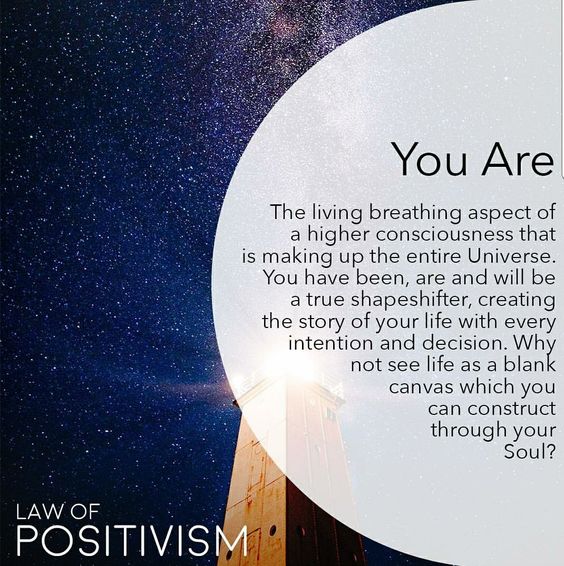 You Are
The living breathing aspect of
a higher consciousness that
is making up the entire Universe.
You have been, are and will be
a true shapeshifter, creating
the story of your life with every
intention and decision. Why
not see life as a blank
canvas which you
can construct
through your
Soul?
LAW OF
POSITIVISM